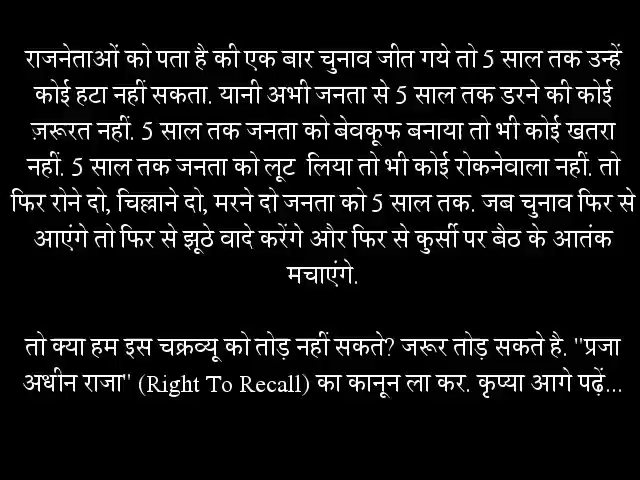 राजनेताओं को पता है की एक बार चुनाव जीत गये तो 5 साल तक उन्हें
कोई हटा नहीं सकता. यानी अभी जनता से 5 साल तक डरने की कोई
ज़रूरत नहीं. 5 साल तक जनता को बेवकूफ बनाया तो भी कोई खतरा
नहीं. 5 साल तक जनता को लूट लिया तो भी कोई रोकनेवाला नहीं. तो
फिर रोने दो, चिल्लाने दो, मरने दो जनता को 5 साल तक. जब चुनाव फिर से
आएंगे तो फिर से झूठे वादे करेंगे और फिर से कुर्सी पर बैठ के आतंक
मचाएंगे.
तो क्या हम इस चक्रव्यू को तोड़ नहीं सकते? जरूर तोड़ सकते है. "प्रजा
अधीन राजा" (Right To Recall) का कानून ला कर. कृप्या आगे पढ़ें...